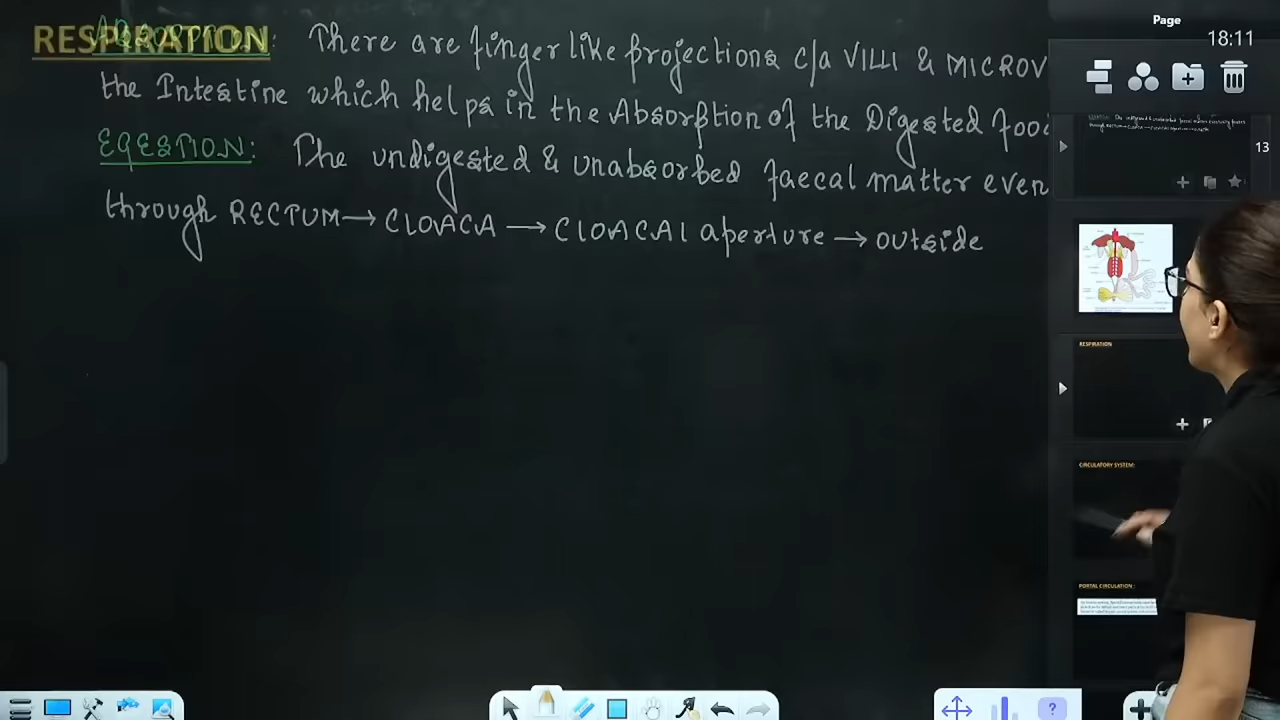 Page
18:11
RESPIRATION
ABSORPTION: There are finger like projections c/a VILLI & MICROV
the Intestine which helps in the Absorption of the Digested food
EGESTION: The undigested & unabsorbed faecal matter even
through RECTUM → CLOACA → CLOACAl aperture → outside
13
RESPIRATION
CIRCULATORY SYSTEM:
PORTAL CIRCULATION :